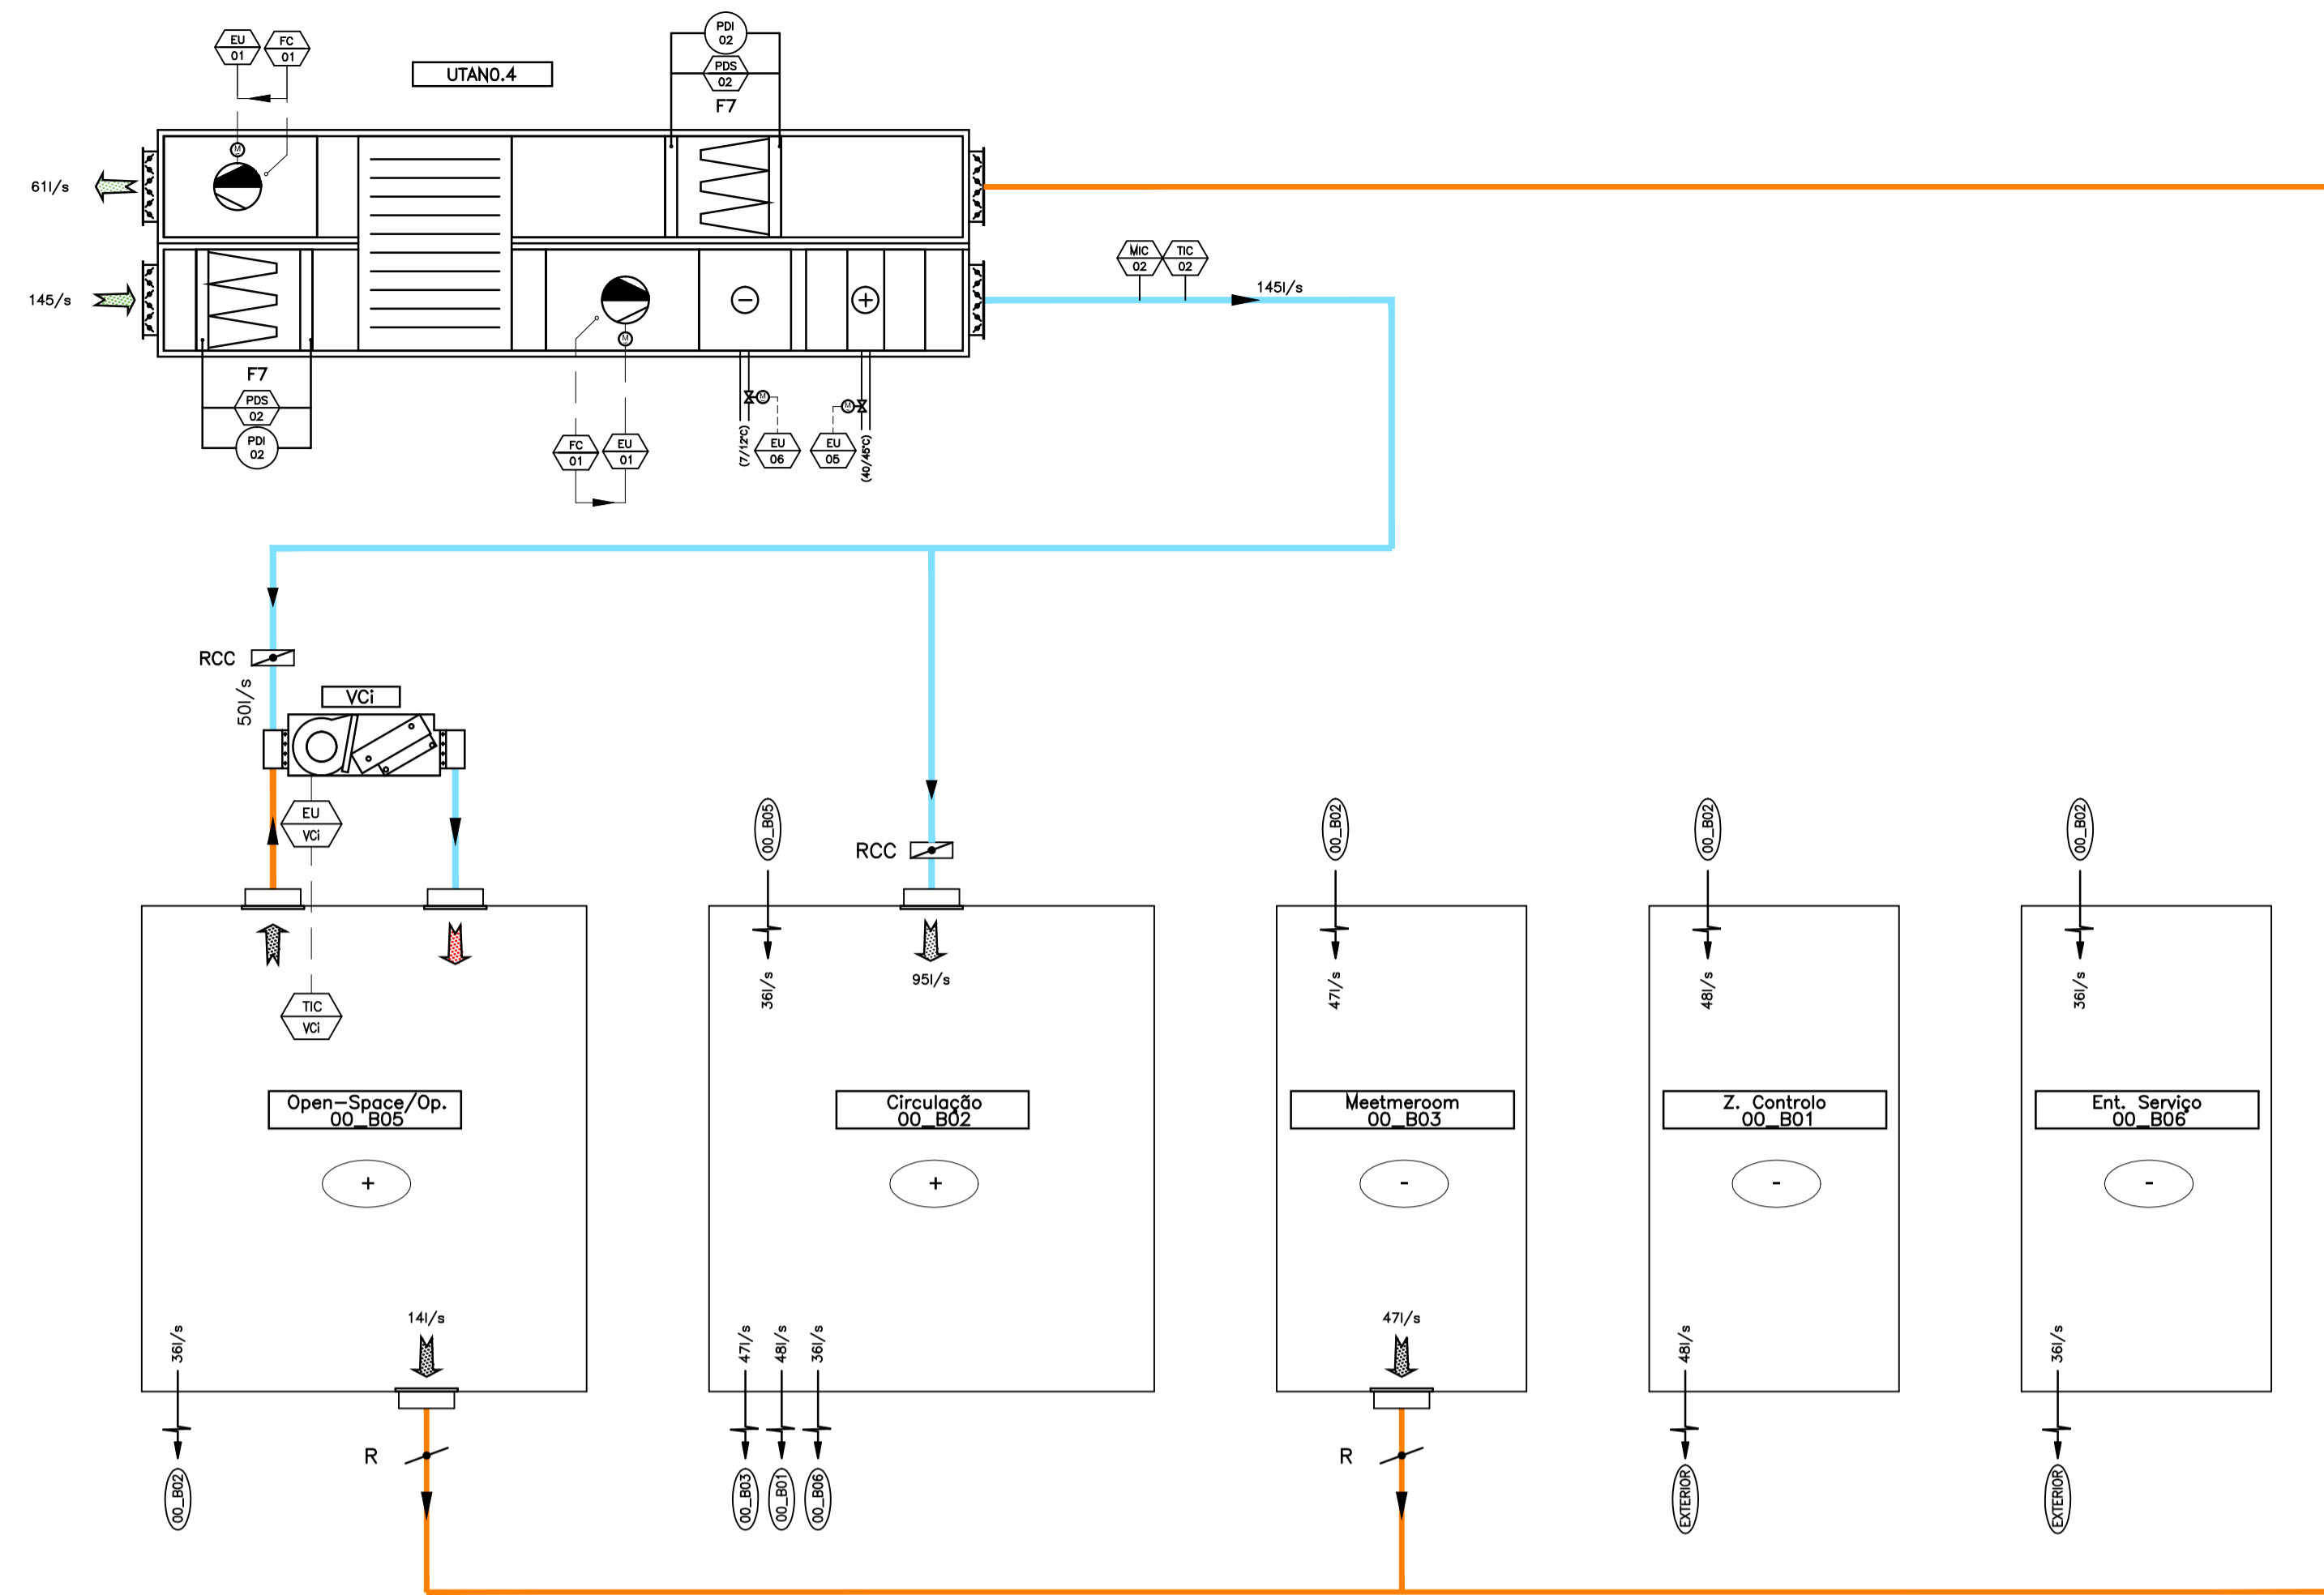 EU
01
FC
01
UTAN0.4
PDI
02
PDS
02
F7
M
61l/s
145/s
MIC
02
TIC
02
145l/s
M
F7
PDS
02
PDI
02
FC
01
EU
01
(7/12°C)
M
EU
06
M
EU
05
(40/45°C)
RCC
50l/s
VCi
EU
VCi
TIC
VCi
00_B05
36l/s
RCC
95l/s
00_B02
47l/s
00_B02
48l/s
00_B02
36l/s
Open-Space/Op.
00_B05
+
Circulação
00_B02
+
Meetmeroom
00_B03
-
Z. Controlo
00_B01
-
Ent. Serviço
00_B06
-
36l/s
00_B02
14l/s
R
47l/s
00_B03
48l/s
00_B01
36l/s
00_B06
47l/s
R
48l/s
EXTERIOR
36l/s
EXTERIOR